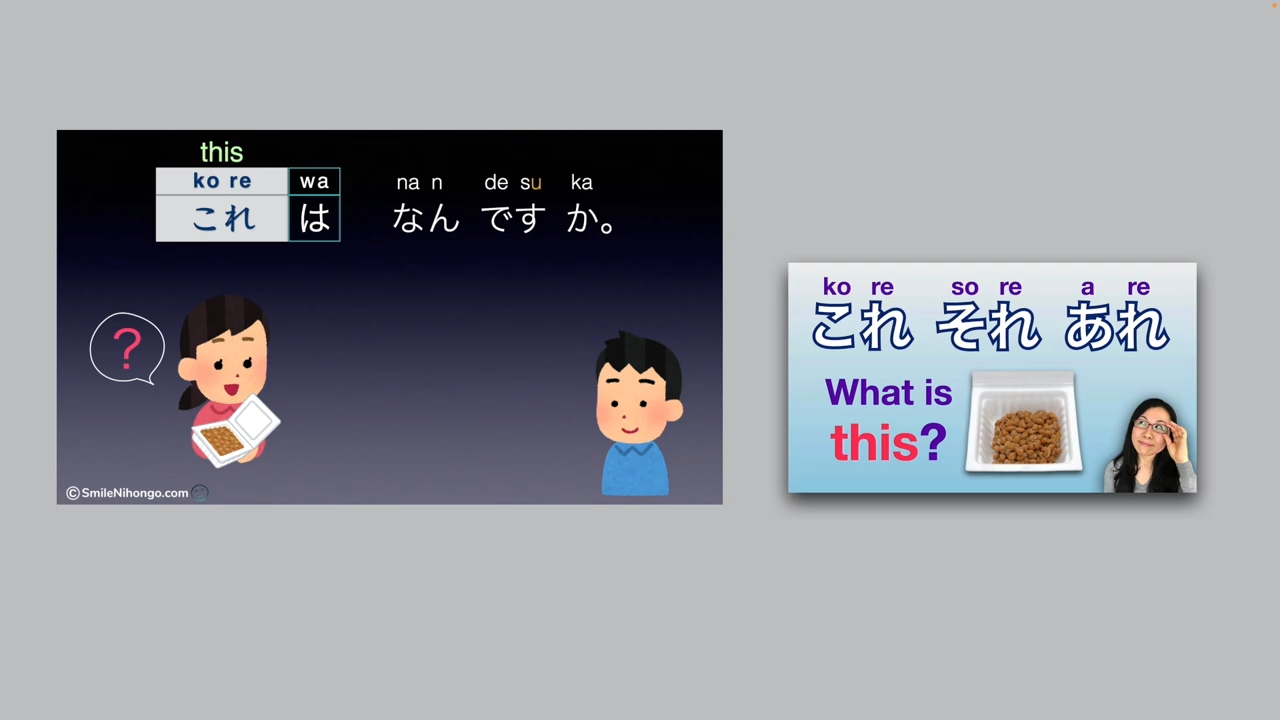 this
ko re wa na n de su ka
これ は なん です か。
?
©SmileNihongo.com
ko re so re a re
これ それ あれ
What is
this?